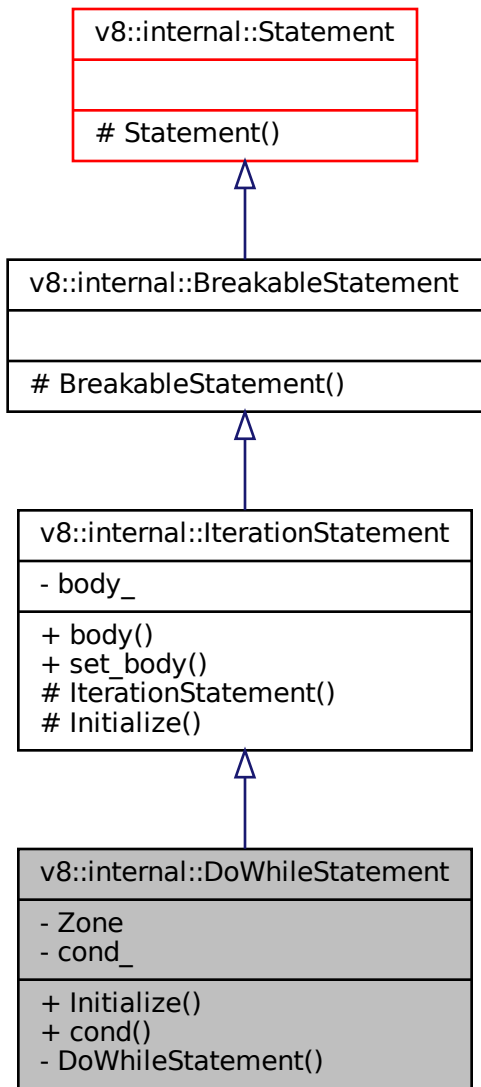 v8::internal::Statement
# Statement()
v8::internal::BreakableStatement
# BreakableStatement()
v8::internal::IterationStatement
- body_
+ body()
+ set_body()
# IterationStatement()
# Initialize()
v8::internal::DoWhileStatement
- Zone
- cond_
+ Initialize()
+ cond()
- DoWhileStatement()